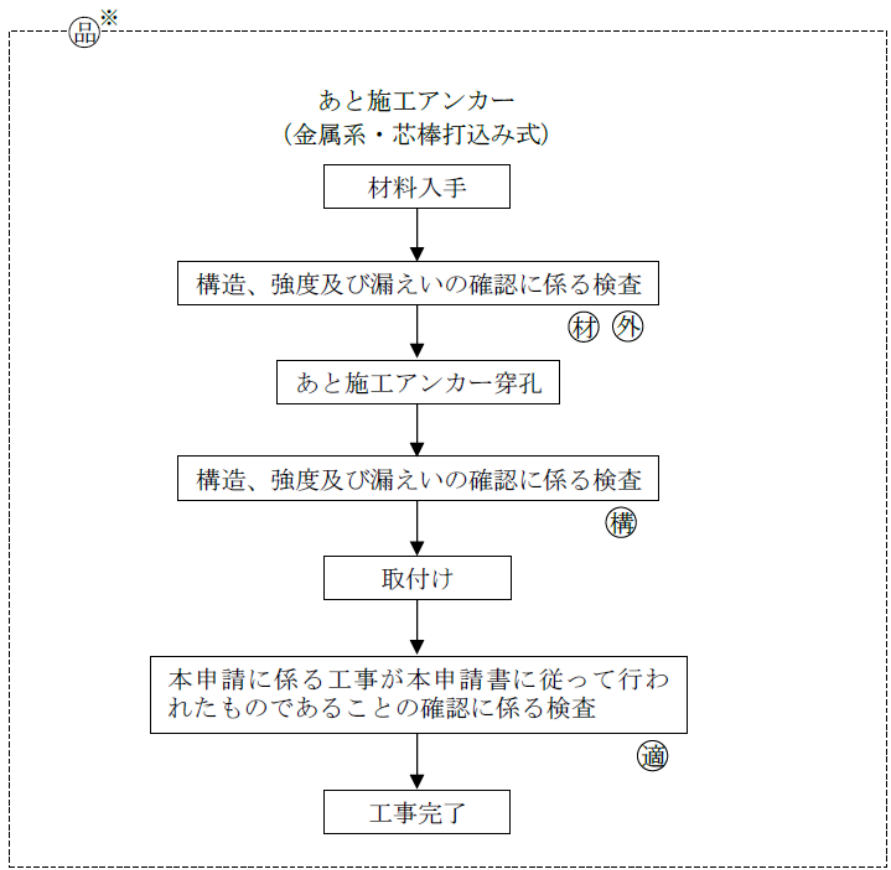 品※
あと施工アンカー
（金属系・芯棒打込み式）
材料入手
構造、強度及び漏えいの確認に係る検査
材 外
あと施工アンカー穿孔
構造、強度及び漏えいの確認に係る検査
構
取付け
本申請に係る工事が本申請書に従って行わ
れたものであることの確認に係る検査
適
工事完了